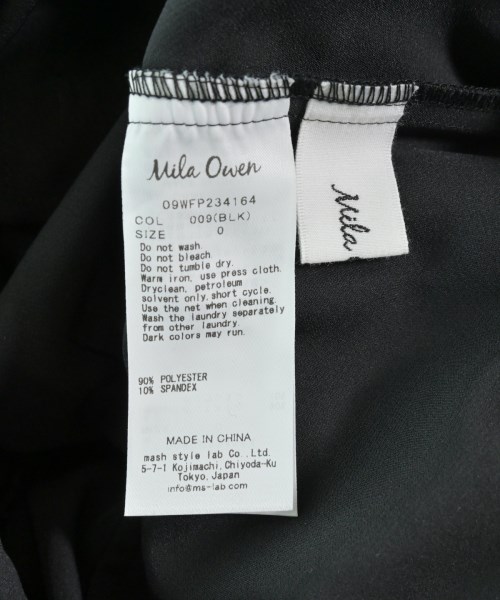 Mila Owen
09WFP234164
COL 009(BLK)
SIZE 0
Do not wash.
Do not bleach.
Do not tumble dry.
Warm iron, use press cloth.
Dryclean, petroleum
solvent only, short cycle.
Use the net when cleaning.
Wash the laundry separately
from other laundry.
Dark colors may run.
90% POLYESTER
10% SPANDEX
MADE IN CHINA
mash style lab Co.,Ltd.
5-7-1 Kojimachi, Chiyoda-Ku
Tokyo, Japan
info@ms-lab.com
Mila